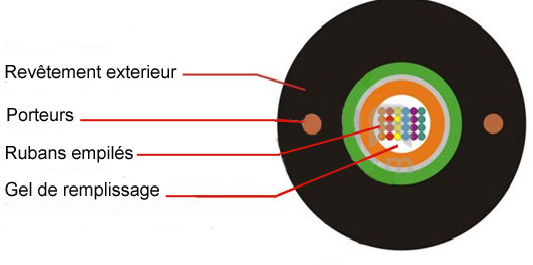 Revêtement exterieur
Porteurs
Rubans empilés
Gel de remplissage